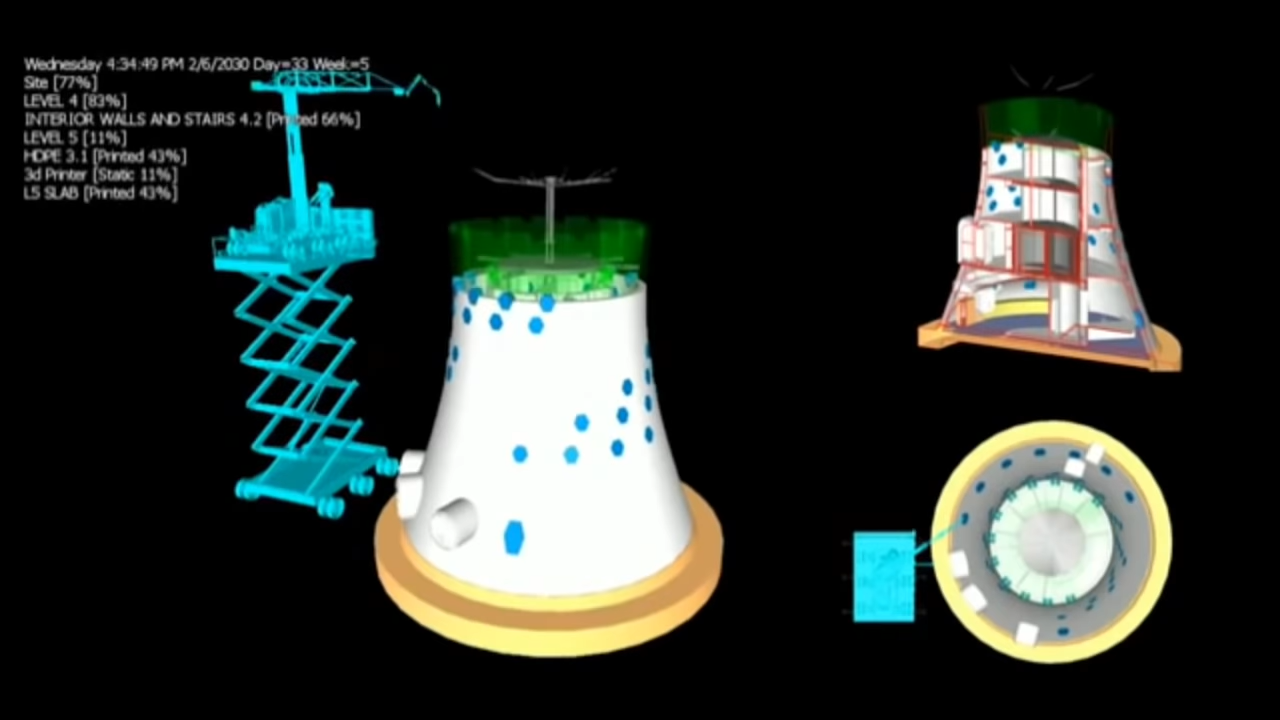 Wednesday 4:34:49 PM 2/6/2030 Day=33 Week=5
Site [77%]
LEVEL 4 [83%]
INTERIOR WALLS AND STAIRS 4.2 [Printed 66%]
LEVEL 5 [11%]
HDPE 3.1 [Printed 43%]
3d Printer [Static 11%]
L5 SLAB [Printed 43%]